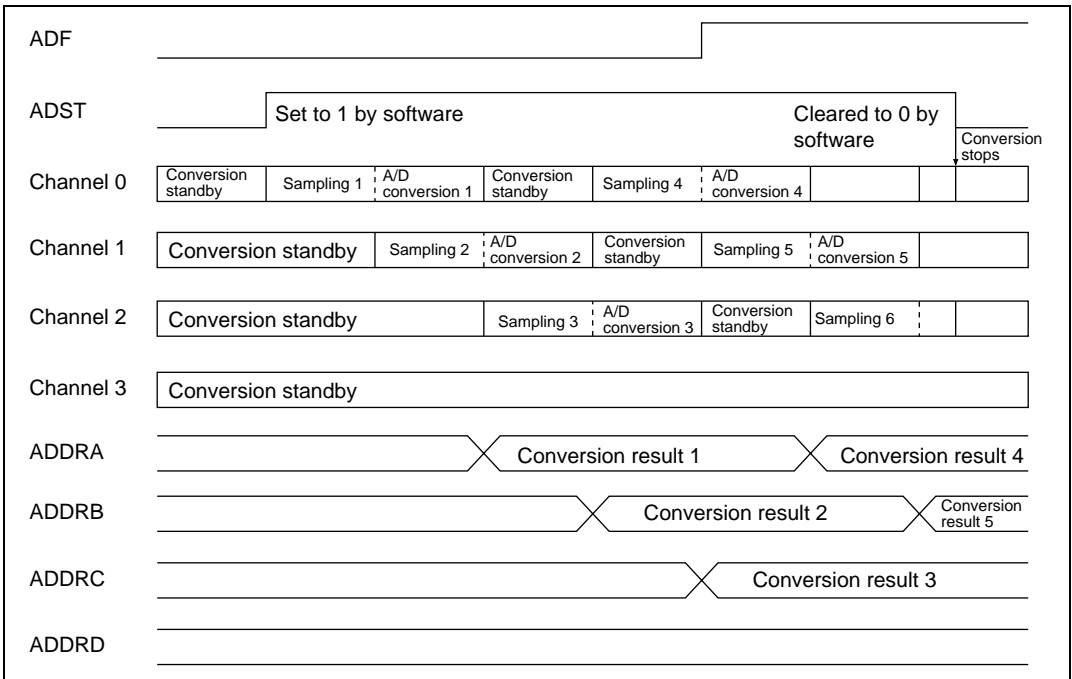 ADF
ADST
Set to 1 by software
Cleared to 0 by
software
Conversion
stops
Channel 0
Conversion
standby
Sampling 1
A/D
conversion 1
Conversion
standby
Sampling 4
A/D
conversion 4
Channel 1
Conversion standby
Sampling 2
A/D
conversion 2
Conversion
standby
Sampling 5
A/D
conversion 5
Channel 2
Conversion standby
Sampling 3
A/D
conversion 3
Conversion
standby
Sampling 6
Channel 3
Conversion standby
ADDRA
Conversion result 1
Conversion result 4
ADDRB
Conversion result 2
Conversion
result 5
ADDRC
Conversion result 3
ADDRD